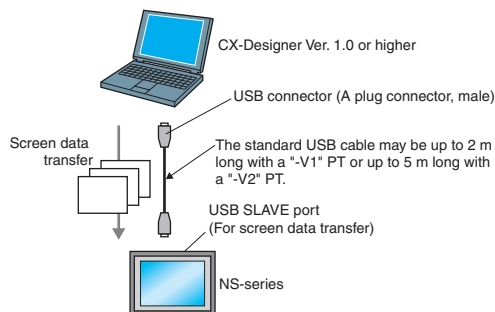 CX-Designer Ver. 1.0 or higher
USB connector (A plug connector, male)
Screen data
transfer
The standard USB cable may be up to 2 m
long with a "-V1" PT or up to 5 m long with
a "-V2" PT.
USB SLAVE port
(For screen data transfer)
NS-series